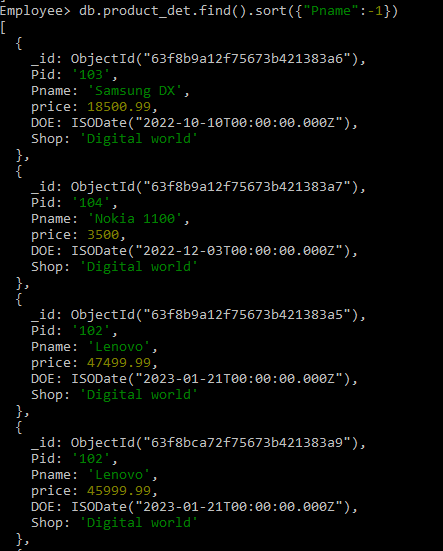 Employee> db.product_det.find().sort({"Pname":-1})
[
  {
    _id: ObjectId("63f8b9a12f75673b421383a6"),
    Pid: '103',
    Pname: 'Samsung DX',
    price: 18500.99,
    DOE: ISODate("2022-10-10T00:00:00.000Z"),
    Shop: 'Digital world'
  },
  {
    _id: ObjectId("63f8b9a12f75673b421383a7"),
    Pid: '104',
    Pname: 'Nokia 1100',
    price: 3500,
    DOE: ISODate("2022-12-03T00:00:00.000Z"),
    Shop: 'Digital world'
  },
  {
    _id: ObjectId("63f8b9a12f75673b421383a5"),
    Pid: '102',
    Pname: 'Lenovo',
    price: 47499.99,
    DOE: ISODate("2023-01-21T00:00:00.000Z"),
    Shop: 'Digital world'
  },
  {
    _id: ObjectId("63f8bca72f75673b421383a9"),
    Pid: '102',
    Pname: 'Lenovo',
    price: 45999.99,
    DOE: ISODate("2023-01-21T00:00:00.000Z"),
    Shop: 'Digital world'
  },